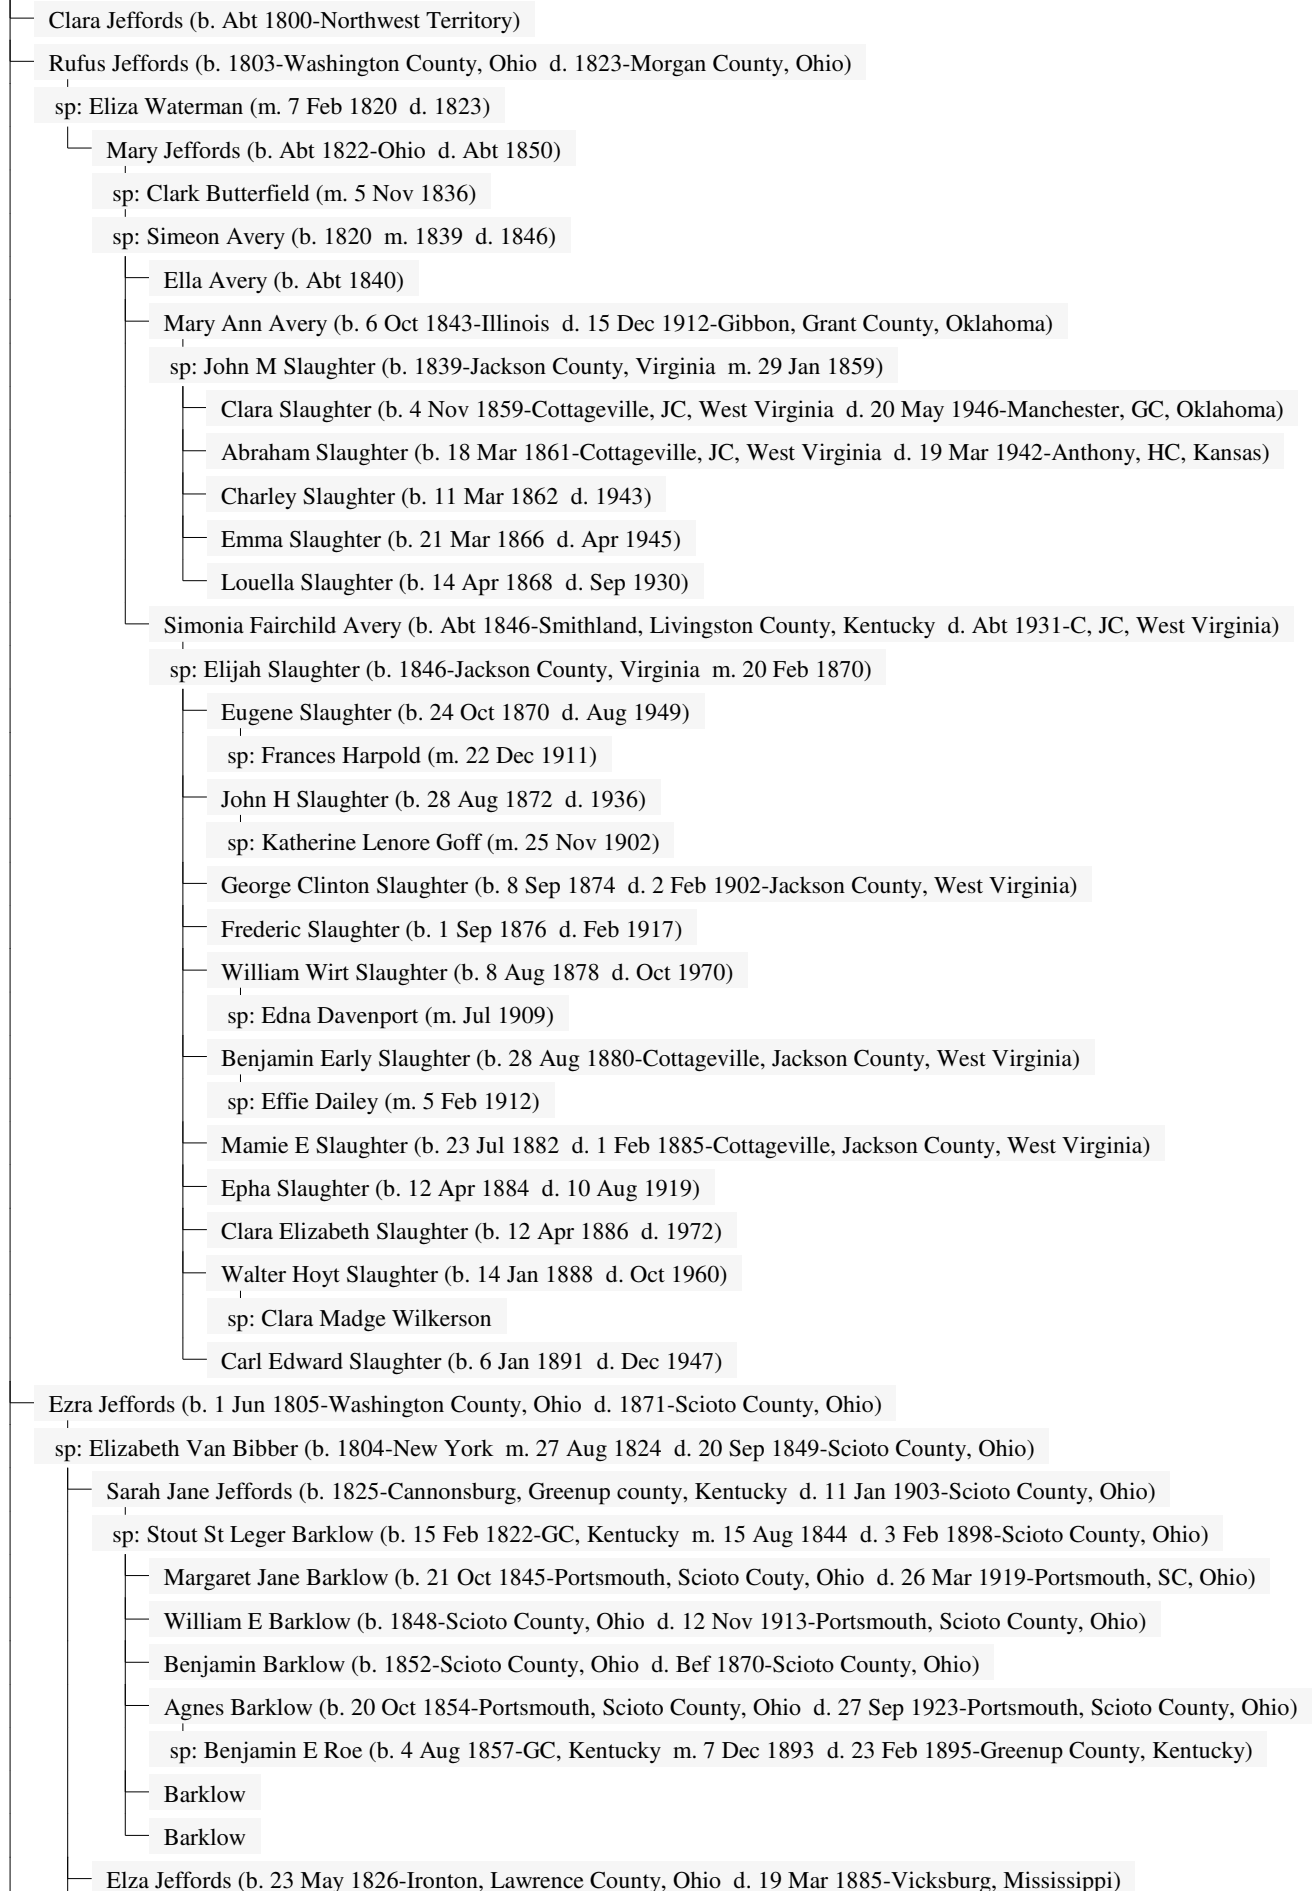 Clara Jeffords (b. Abt 1800-Northwest Territory)
Rufus Jeffords (b. 1803-Washington County, Ohio d. 1823-Morgan County, Ohio)
sp: Eliza Waterman (m. 7 Feb 1820 d. 1823)
Mary Jeffords (b. Abt 1822-Ohio d. Abt 1850)
sp: Clark Butterfield (m. 5 Nov 1836)
sp: Simeon Avery (b. 1820 m. 1839 d. 1846)
Ella Avery (b. Abt 1840)
Mary Ann Avery (b. 6 Oct 1843-Illinois d. 15 Dec 1912-Gibbon, Grant County, Oklahoma)
sp: John M Slaughter (b. 1839-Jackson County, Virginia m. 29 Jan 1859)
Clara Slaughter (b. 4 Nov 1859-Cottageville, JC, West Virginia d. 20 May 1946-Manchester, GC, Oklahoma)
Abraham Slaughter (b. 18 Mar 1861-Cottageville, JC, West Virginia d. 19 Mar 1942-Anthony, HC, Kansas)
Charley Slaughter (b. 11 Mar 1862 d. 1943)
Emma Slaughter (b. 21 Mar 1866 d. Apr 1945)
Louella Slaughter (b. 14 Apr 1868 d. Sep 1930)
Simonia Fairchild Avery (b. Abt 1846-Smithland, Livingston County, Kentucky d. Abt 1931-C, JC, West Virginia)
sp: Elijah Slaughter (b. 1846-Jackson County, Virginia m. 20 Feb 1870)
Eugene Slaughter (b. 24 Oct 1870 d. Aug 1949)
sp: Frances Harpold (m. 22 Dec 1911)
John H Slaughter (b. 28 Aug 1872 d. 1936)
sp: Katherine Lenore Goff (m. 25 Nov 1902)
George Clinton Slaughter (b. 8 Sep 1874 d. 2 Feb 1902-Jackson County, West Virginia)
Frederic Slaughter (b. 1 Sep 1876 d. Feb 1917)
William Wirt Slaughter (b. 8 Aug 1878 d. Oct 1970)
sp: Edna Davenport (m. Jul 1909)
Benjamin Early Slaughter (b. 28 Aug 1880-Cottageville, Jackson County, West Virginia)
sp: Effie Dailey (m. 5 Feb 1912)
Mamie E Slaughter (b. 23 Jul 1882 d. 1 Feb 1885-Cottageville, Jackson County, West Virginia)
Epha Slaughter (b. 12 Apr 1884 d. 10 Aug 1919)
Clara Elizabeth Slaughter (b. 12 Apr 1886 d. 1972)
Walter Hoyt Slaughter (b. 14 Jan 1888 d. Oct 1960)
sp: Clara Madge Wilkerson
Carl Edward Slaughter (b. 6 Jan 1891 d. Dec 1947)
Ezra Jeffords (b. 1 Jun 1805-Washington County, Ohio d. 1871-Scioto County, Ohio)
sp: Elizabeth Van Bibber (b. 1804-New York m. 27 Aug 1824 d. 20 Sep 1849-Scioto County, Ohio)
Sarah Jane Jeffords (b. 1825-Cannonsburg, Greenup county, Kentucky d. 11 Jan 1903-Scioto County, Ohio)
sp: Stout St Leger Barklow (b. 15 Feb 1822-GC, Kentucky m. 15 Aug 1844 d. 3 Feb 1898-Scioto County, Ohio)
Margaret Jane Barklow (b. 21 Oct 1845-Portsmouth, Scioto Couty, Ohio d. 26 Mar 1919-Portsmouth, SC, Ohio)
William E Barklow (b. 1848-Scioto County, Ohio d. 12 Nov 1913-Portsmouth, Scioto County, Ohio)
Benjamin Barklow (b. 1852-Scioto County, Ohio d. Bef 1870-Scioto County, Ohio)
Agnes Barklow (b. 20 Oct 1854-Portsmouth, Scioto County, Ohio d. 27 Sep 1923-Portsmouth, Scioto County, Ohio)
sp: Benjamin E Roe (b. 4 Aug 1857-GC, Kentucky m. 7 Dec 1893 d. 23 Feb 1895-Greenup County, Kentucky)
Barklow
Barklow
Elza Jeffords (b. 23 May 1826-Ironton, Lawrence County, Ohio d. 19 Mar 1885-Vicksburg, Mississippi)